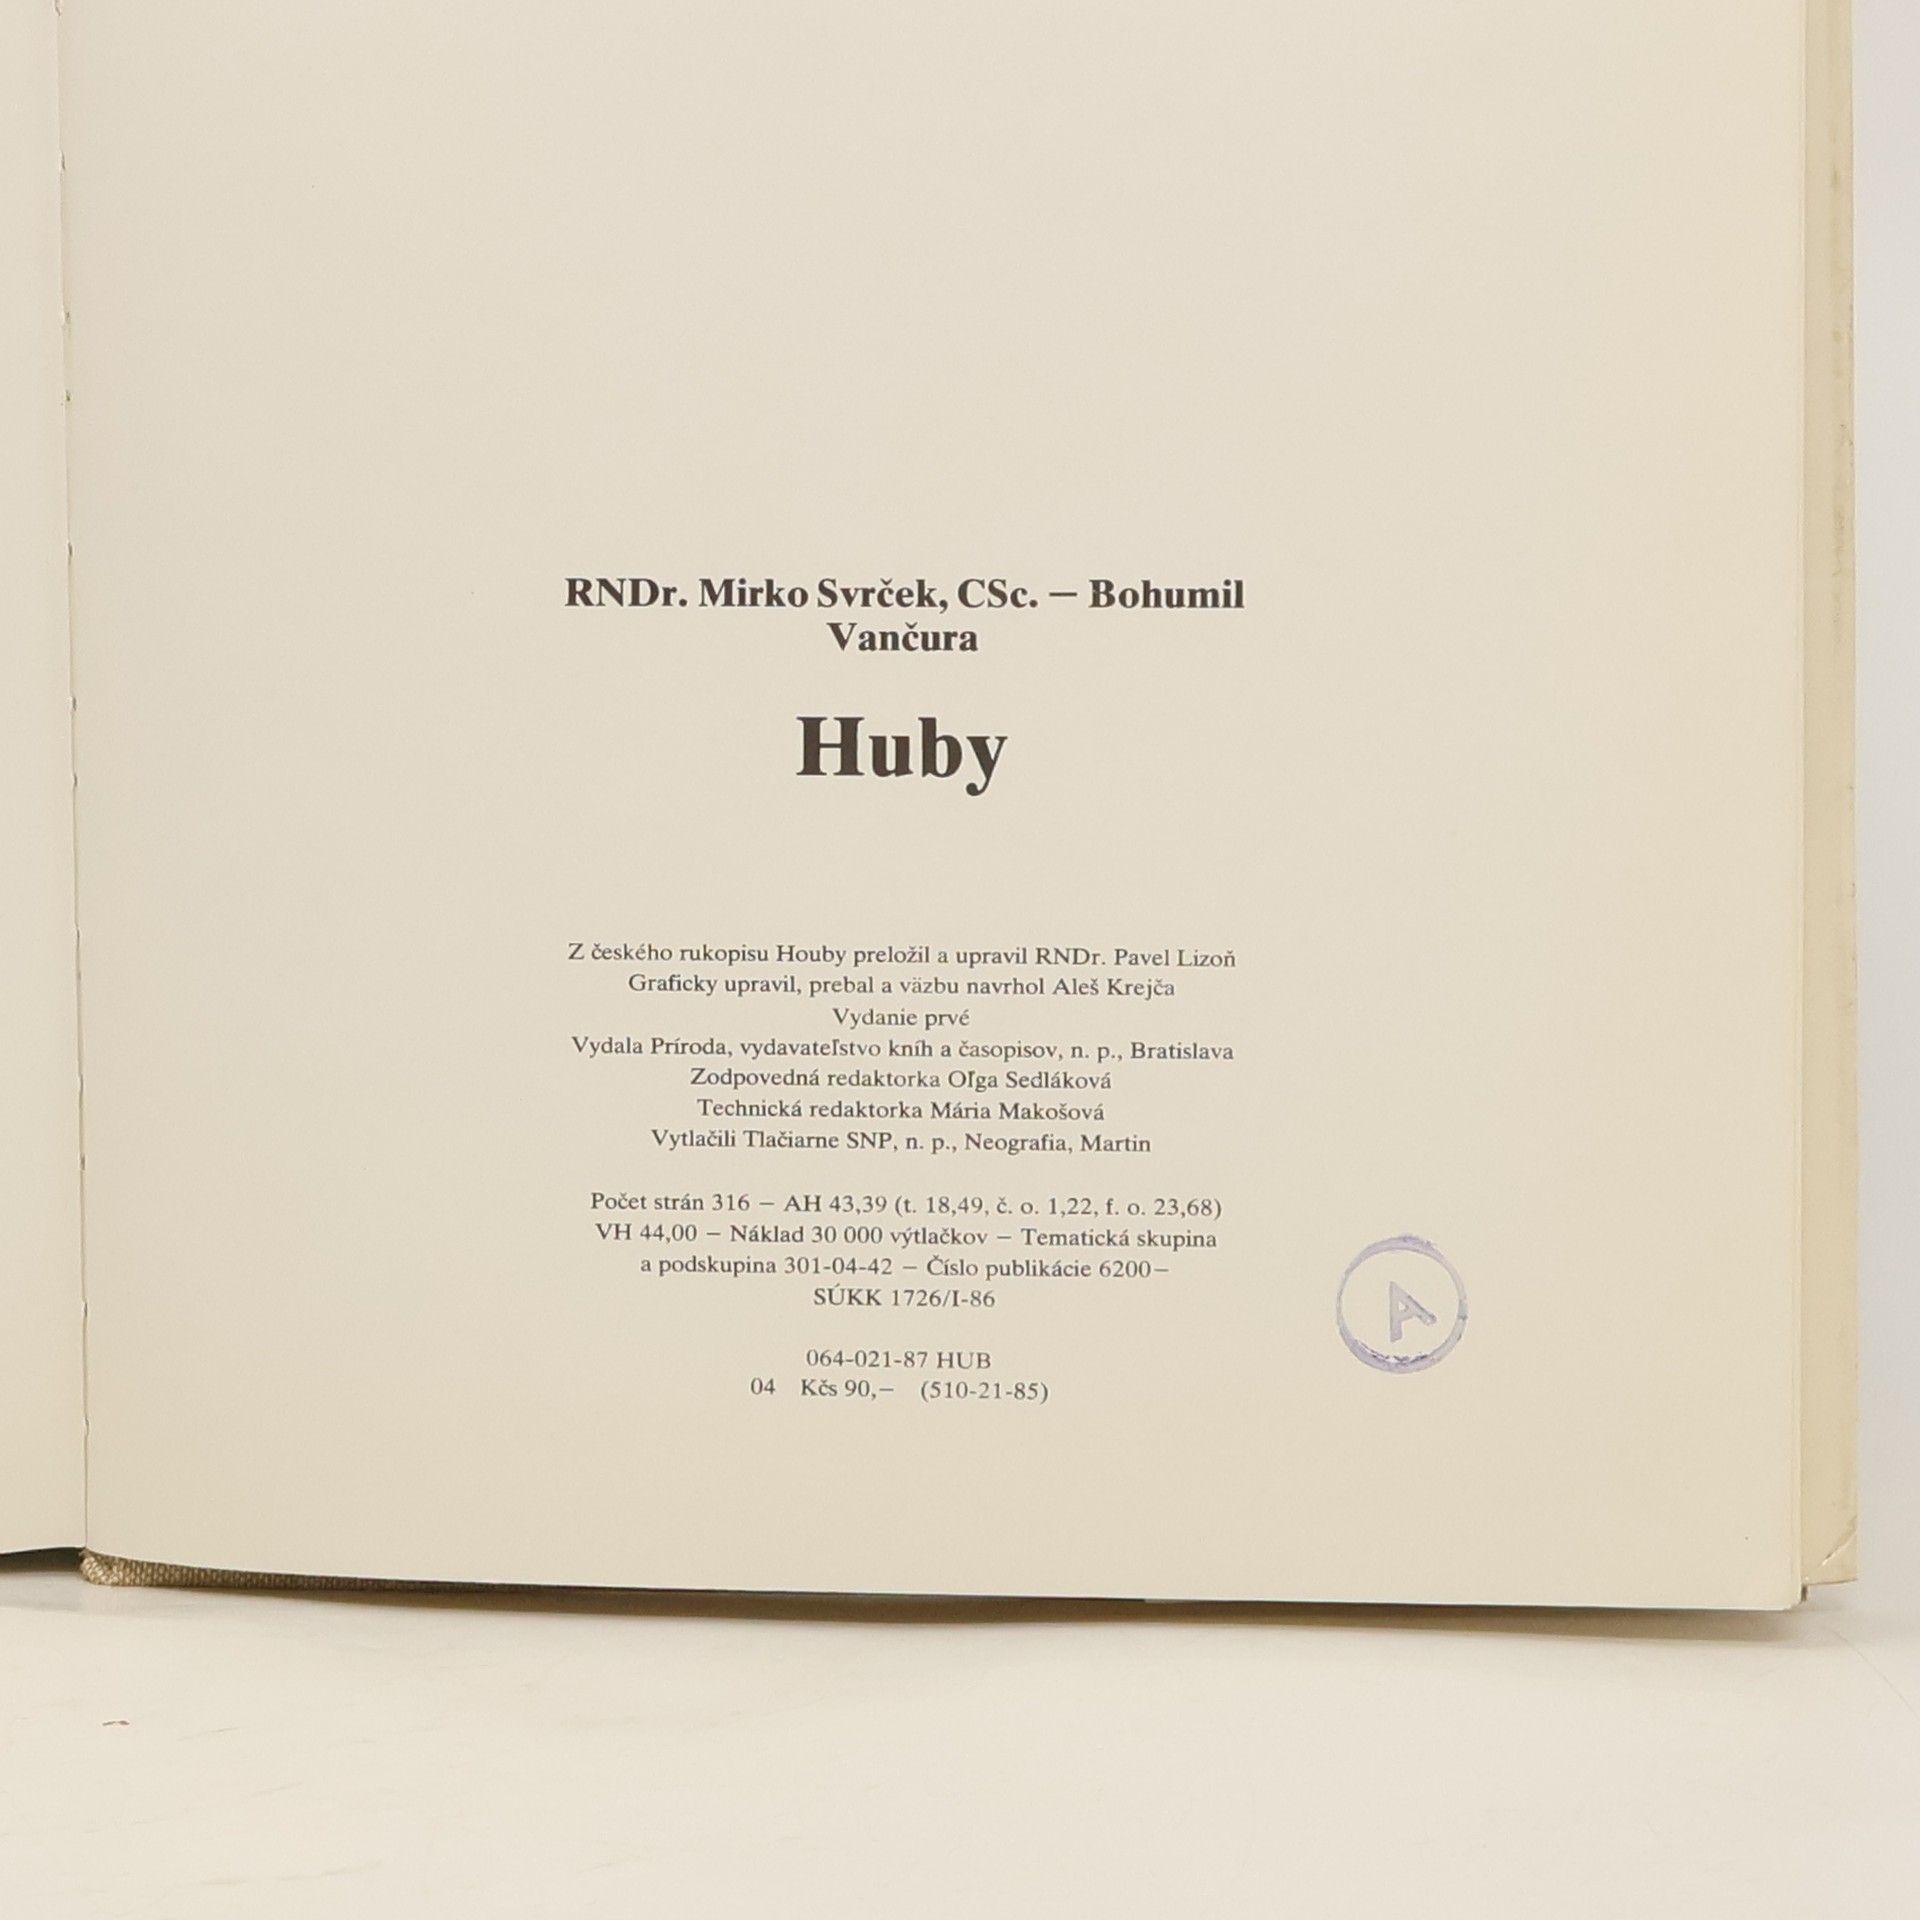 RNDr. Mirko Svrček, CSc. — Bohumil
Vančura
Huby
Z českého rukopisu Houby preložil a upravil RNDr. Pavel Lizoň
Graficky upravil, prebal a väzbu navrhol Aleš Krejča
Vydanie prvé
Vydala Príroda, vydavateľstvo kníh a časopisov, n. p., Bratislava
Zodpovedná redaktorka Oľga Sedláková
Technická redaktorka Mária Makošová
Vytlačili Tlačiarne SNP, n. p., Neografia, Martin
Počet strán 316 — AH 43,39 (t. 18,49, č. o. 1,22, f. o. 23,68)
VH 44,00 — Náklad 30 000 výtlačkov — Tematická skupina
a podskupina 301-04-42 — Číslo publikácie 6200—
SÚKK 1726/I-86
A
064-021-87 HUB
04 Kčs 90,— (510-21-85)